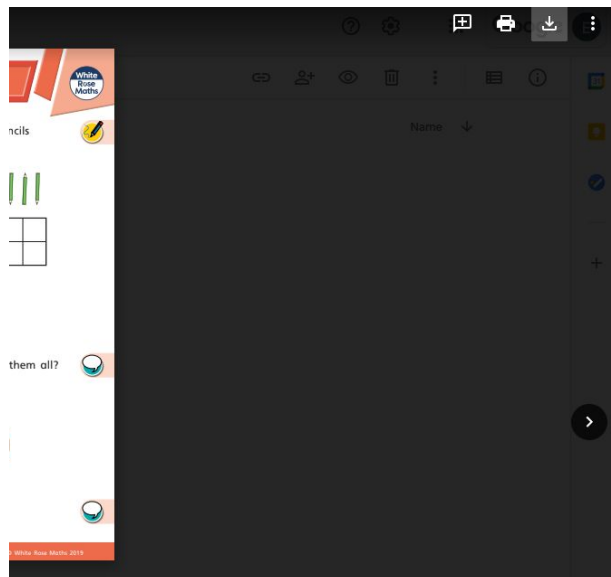 White
Rose
Maths
ncils
Name
them all?
White Rose Maths 2019